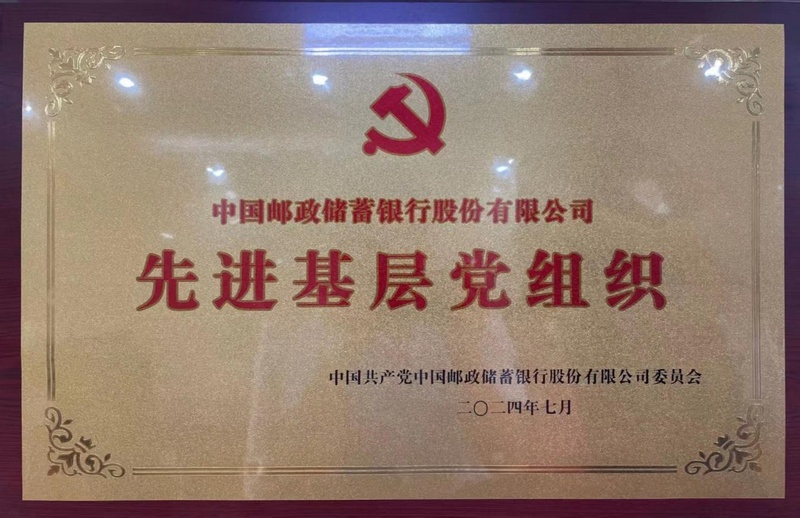 中国邮政储蓄银行股份有限公司
先进基层党组织
中国共产党中国邮政储蓄银行股份有限公司委员会
二〇二四年七月